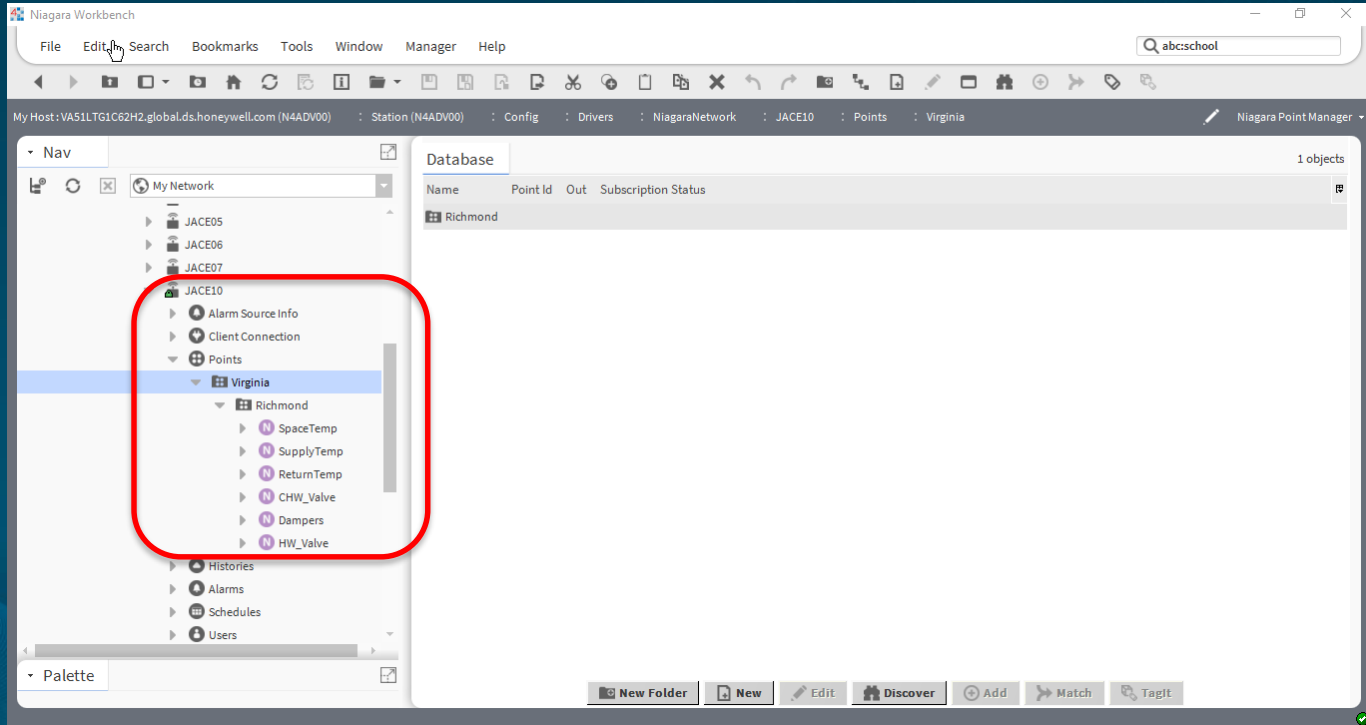 Niagara Workbench
File Edit Search Bookmarks Tools Window Manager Help
abc:school
My Host : VA51LTG1C62H2.global.ds.honeywell.com (N4ADV00) : Station (N4ADV00) : Config : Drivers : NiagaraNetwork : JACE10 : Points : Virginia
Niagara Point Manager
Nav
My Network
JACE05
JACE06
JACE07
JACE10
Alarm Source Info
Client Connection
Points
Virginia
Richmond
N SpaceTemp
N SupplyTemp
N ReturnTemp
N CHW_Valve
N Dampers
N HW_Valve
Histories
Alarms
Schedules
Users
Palette
Database
1 objects
Name Point Id Out Subscription Status
Richmond
New Folder New Edit Discover Add Match TagIt